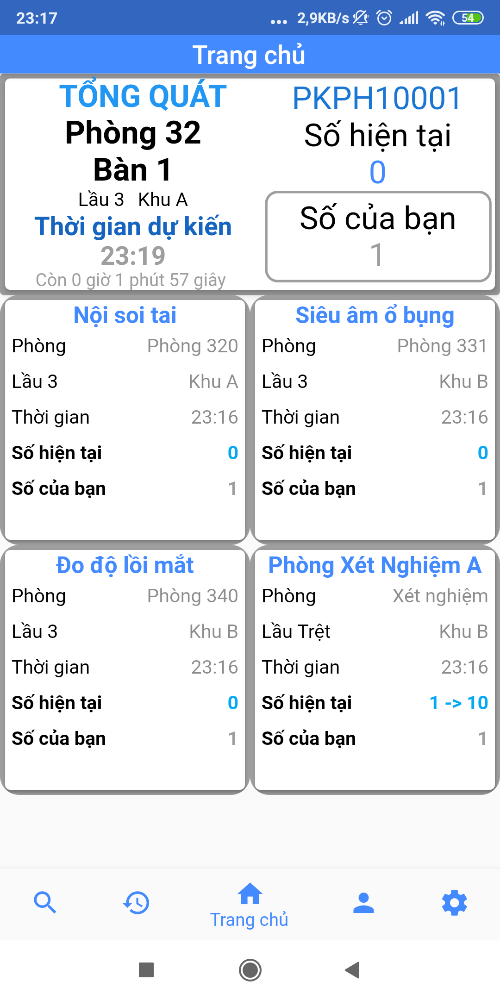 23:17 ... 2,9KB/s 54
Trang chủ
TỔNG QUÁT
Phòng 32
Bàn 1
Lầu 3 Khu A
Thời gian dự kiến
23:19
Còn 0 giờ 1 phút 57 giây
PKPH10001
Số hiện tại
0
Số của bạn
1
Nội soi tai
Phòng Phòng 320
Lầu 3 Khu A
Thời gian 23:16
Số hiện tại 0
Số của bạn 1
Siêu âm ổ bụng
Phòng Phòng 331
Lầu 3 Khu B
Thời gian 23:16
Số hiện tại 0
Số của bạn 1
Đo độ lồi mắt
Phòng Phòng 340
Lầu 3 Khu B
Thời gian 23:16
Số hiện tại 0
Số của bạn 1
Phòng Xét Nghiệm A
Phòng Xét nghiệm
Lầu Trệt Khu B
Thời gian 23:16
Số hiện tại 1 -> 10
Số của bạn 1
Trang chủ